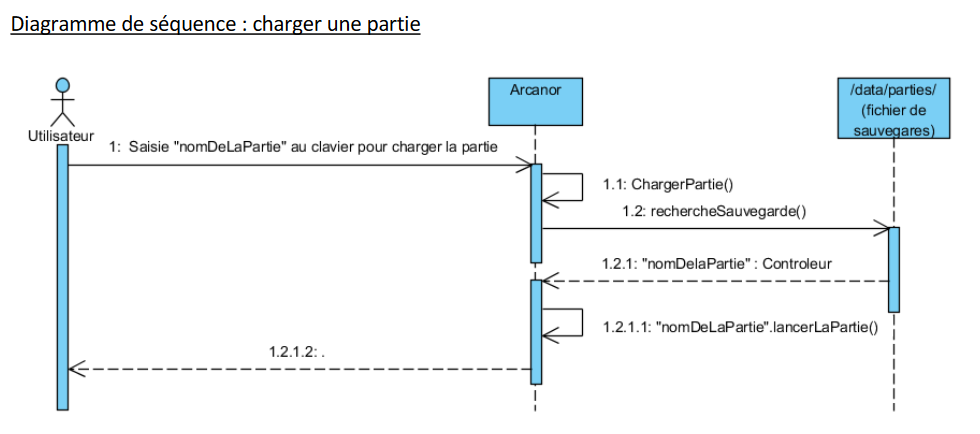 Diagramme de séquence : charger une partie
Utilisateur
Arcanor
/data/parties/
(fichier de
sauvegares)
1: Saisie "nomDeLaPartie" au clavier pour charger la partie
1.1: ChargerPartie()
1.2: rechercheSauvegarde()
1.2.1: "nomDelaPartie" : Controleur
1.2.1.1: "nomDeLaPartie".lancerLaPartie()
1.2.1.2: .